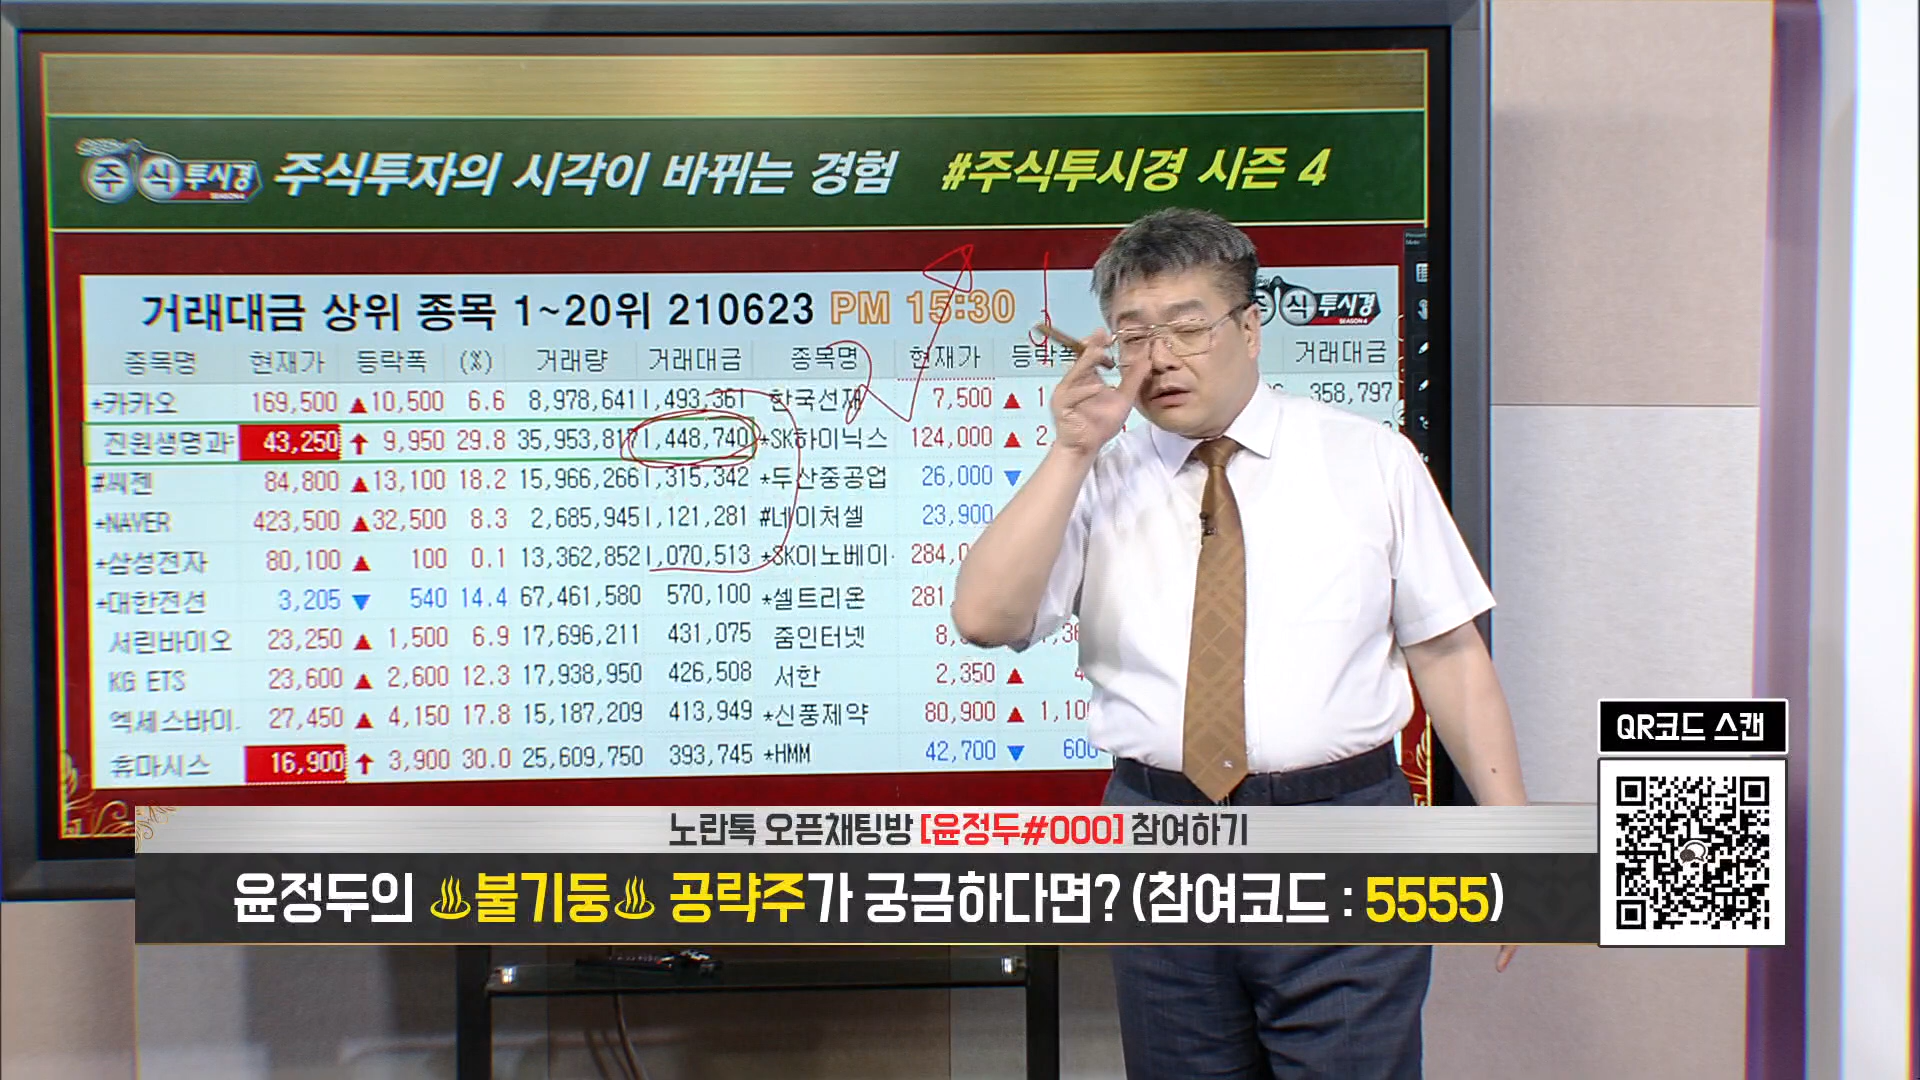 주식투시경 주식투자의 시각이 바뀌는 경험 #주식투시경 시즌 4
거래대금 상위 종목 1~20위 210623 PM 15:30 주식투시경
종목명 현재가 등락폭 (%) 거래량 거래대금 종목명 현재가 등락폭 거래대금
*카카오 169,500 ▲10,500 6.6 8,978,641 1,493,361 한국선재 7,500 ▲ 358,797
진원생명과 43,250 ↑ 9,950 29.8 35,953,817 1,448,740 *SK하이닉스 124,000 ▲
#씨젠 84,800 ▲13,100 18.2 15,966,266 1,315,342 *두산중공업 26,000 ▼
*NAVER 423,500 ▲32,500 8.3 2,685,945 1,121,281 #네이처셀 23,900
*삼성전자 80,100 ▲ 100 0.1 13,362,852 1,070,513 *SK이노베이
*대한전선 3,205 ▼ 540 14.4 67,461,580 570,100 *셀트리온
서린바이오 23,250 ▲ 1,500 6.9 17,696,211 431,075 줌인터넷
KG ETS 23,600 ▲ 2,600 12.3 17,938,950 426,508 서한 2,350 ▲
엑세스바이. 27,450 ▲ 4,150 17.8 15,187,209 413,949 *신풍제약 80,900 ▲
휴마시스 16,900 ↑ 3,900 30.0 25,609,750 393,745 *HMM 42,700 ▼ 600
QR코드 스캔
노란톡 오픈채팅방 [윤정두#000] 참여하기
윤정두의 ♨불기둥♨ 공략주가 궁금하다면? (참여코드 : 5555)